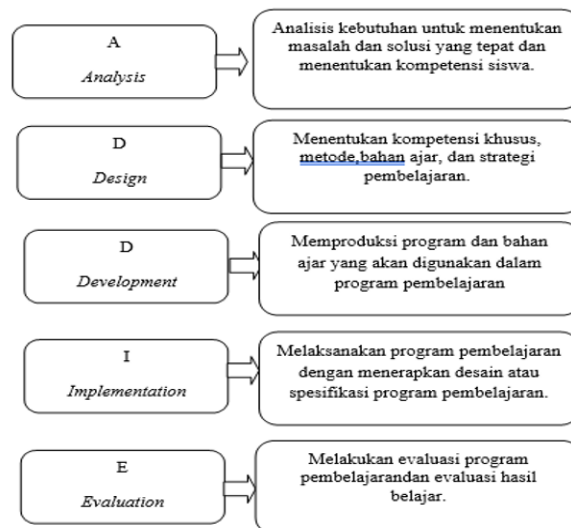 A
Analysis
Analisis kebutuhan untuk menentukan
masalah dan solusi yang tepat dan
menentukan kompetensi siswa.
D
Design
Menentukan kompetensi khusus,
metode,bahan ajar, dan strategi
pembelajaran.
D
Development
Memproduksi program dan bahan
ajar yang akan digunakan dalam
program pembelajaran
I
Implementation
Melaksanakan program pembelajaran
dengan menerapkan desain atau
spesifikasi program pembelajaran.
E
Evaluation
Melakukan evaluasi program
pembelajarandan evaluasi hasil
belajar.